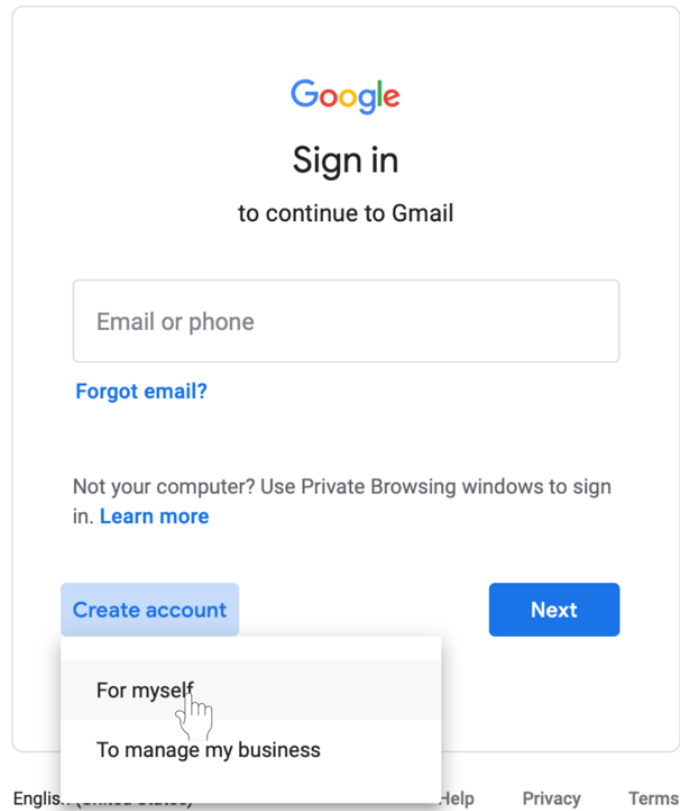 Google
Sign in
to continue to Gmail
Email or phone
Forgot email?
Not your computer? Use Private Browsing windows to sign
in. Learn more
Create account
Next
For myself
To manage my business
Privacy
Terms